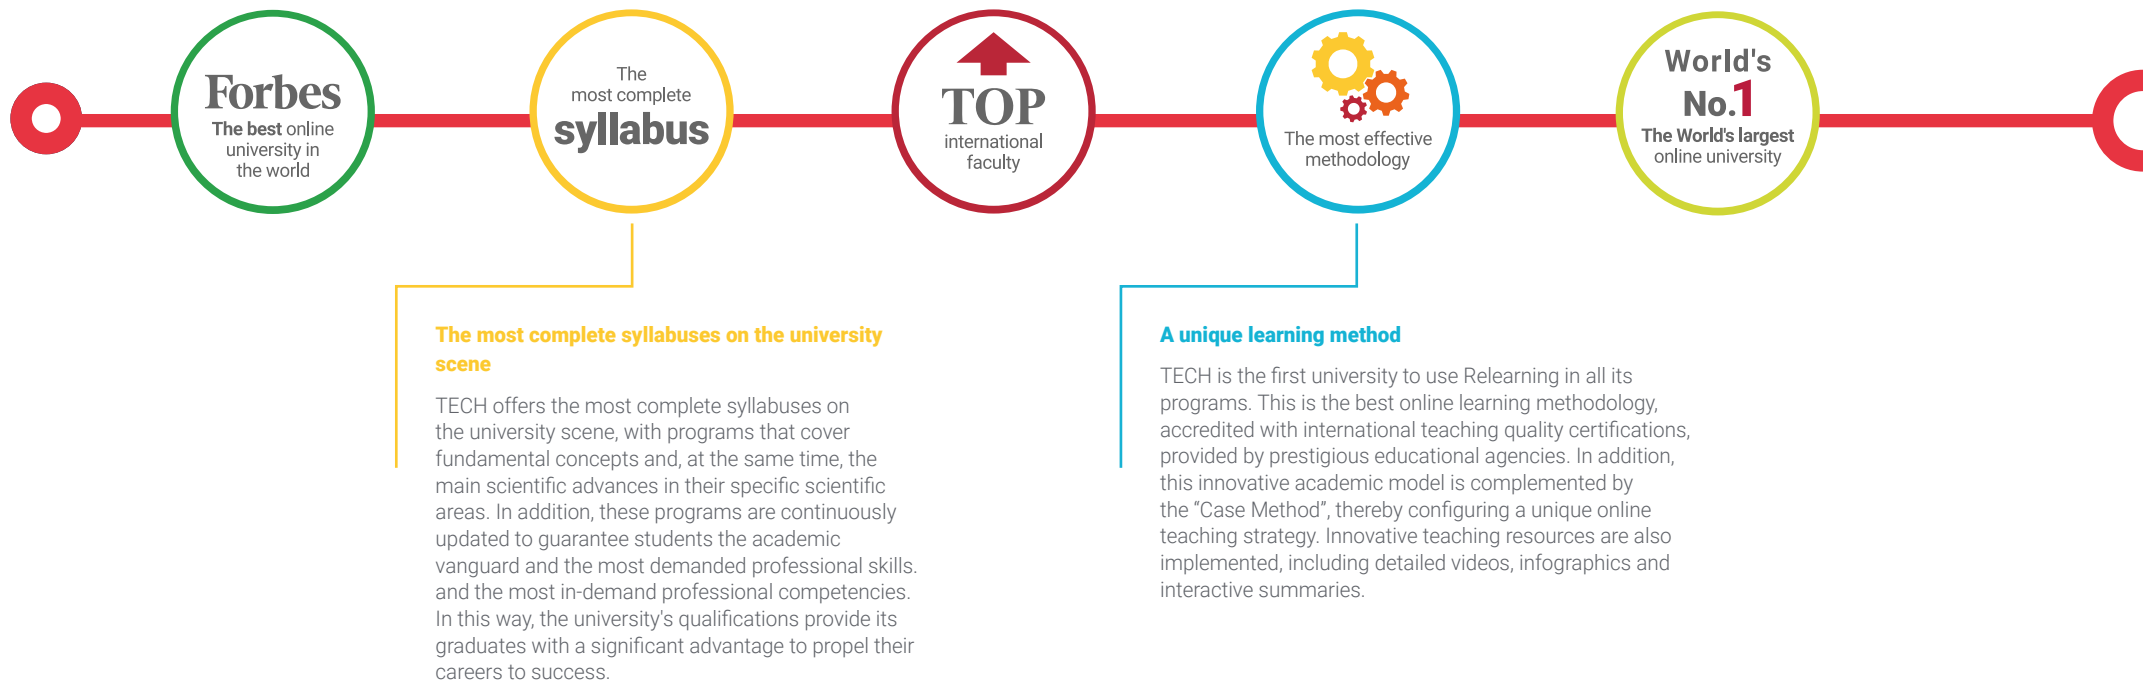 Forbes
The best online
university in
the world
The
most complete
syllabus
TOP
international
faculty
The most effective
methodology
World's
No.1
The World's largest
online university
The most complete syllabuses on the university
scene
TECH offers the most complete syllabuses on
the university scene, with programs that cover
fundamental concepts and, at the same time, the
main scientific advances in their specific scientific
areas. In addition, these programs are continuously
updated to guarantee students the academic
vanguard and the most demanded professional skills.
and the most in-demand professional competencies.
In this way, the university's qualifications provide its
graduates with a significant advantage to propel their
careers to success.
A unique learning method
TECH is the first university to use Relearning in all its
programs. This is the best online learning methodology,
accredited with international teaching quality certifications,
provided by prestigious educational agencies. In addition,
this innovative academic model is complemented by
the “Case Method”, thereby configuring a unique online
teaching strategy. Innovative teaching resources are also
implemented, including detailed videos, infographics and
interactive summaries.